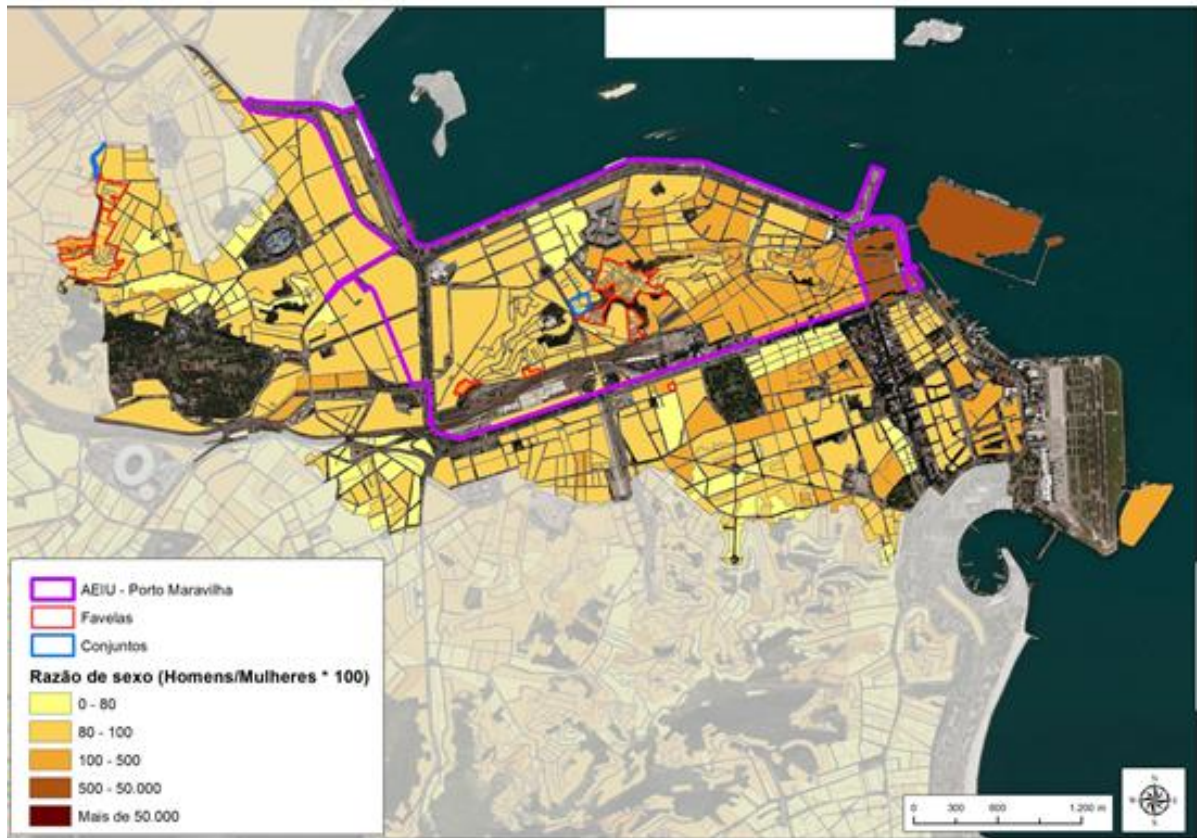 AEIU - Porto Maravilha
Favelas
Conjuntos
Razão de sexo (Homens/Mulheres * 100)
0 - 80
80 - 100
100 - 500
500 - 50.000
Mais de 50.000
0 300 600 1.200 m
N
S